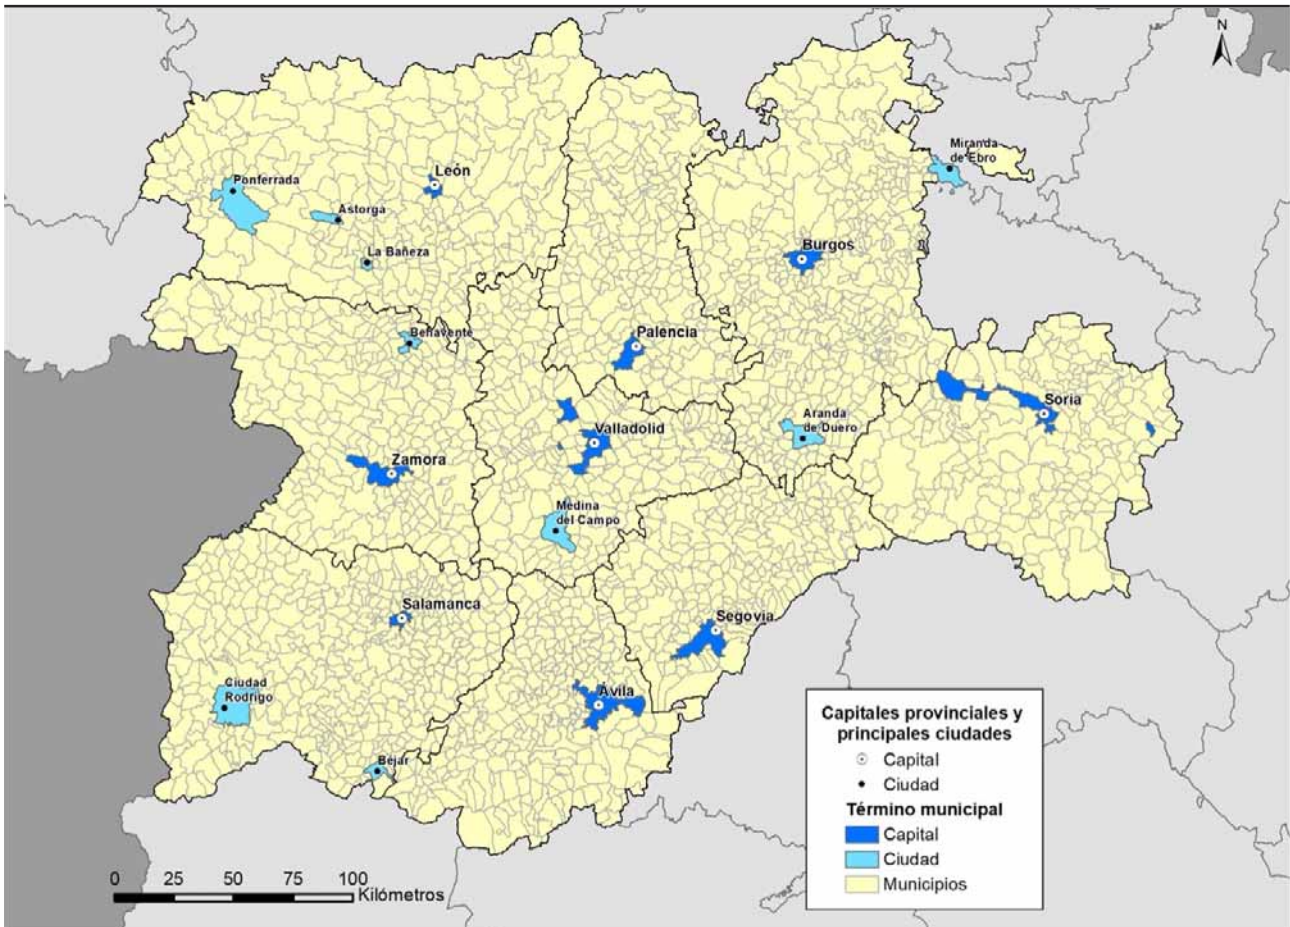 N
Miranda
de Ebro
León
Ponferrada
Astorga
La Bañeza
Burgos
Benavente
Palencia
Soria
Aranda
de Duero
Valladolid
Zamora
Medina
del Campo
Salamanca
Segovia
Ciudad
Rodrigo
Ávila
Béjar
Capitales provinciales y
principales ciudades
Capital
Ciudad
Término municipal
Capital
Ciudad
Municipios
0 25 50 75 100
Kilómetros